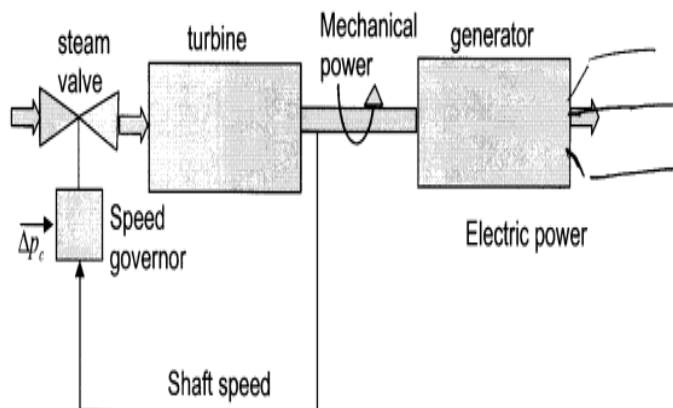 steam
valve
turbine
Mechanical
power
generator
Δp_c
Speed
governor
Electric power
Shaft speed